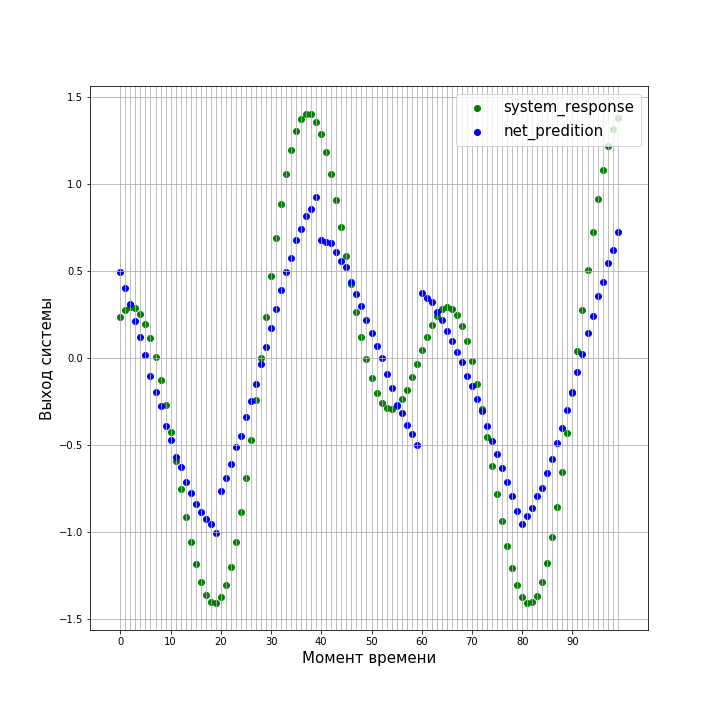 system_response
net_predition
Выход системы
1.5
1.0
0.5
0.0
−0.5
−1.0
−1.5
0 10 20 30 40 50 60 70 80 90
Момент времени